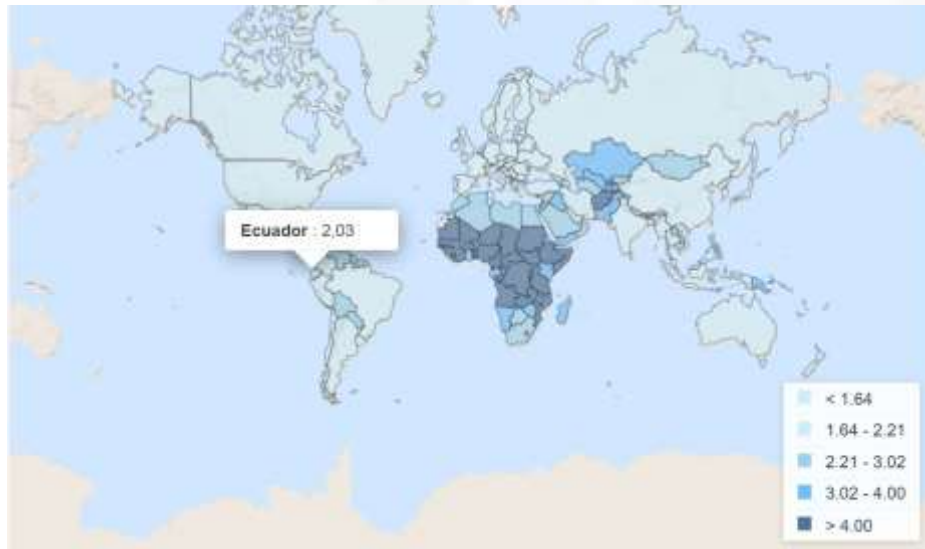 Ecuador : 2,03
< 1.64
1.64 - 2.21
2.21 - 3.02
3.02 - 4.00
> 4.00